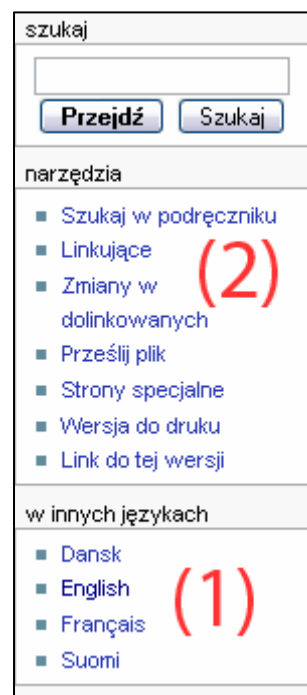 szukaj
Przejdź Szukaj
narzędzia
Szukaj w podręczniku
Linkujące
Zmiany w
dolinkowanych
Prześlij plik
Strony specjalne
Wersja do druku
Link do tej wersji
(2)
w innych językach
Dansk
English
Français
Suomi
(1)